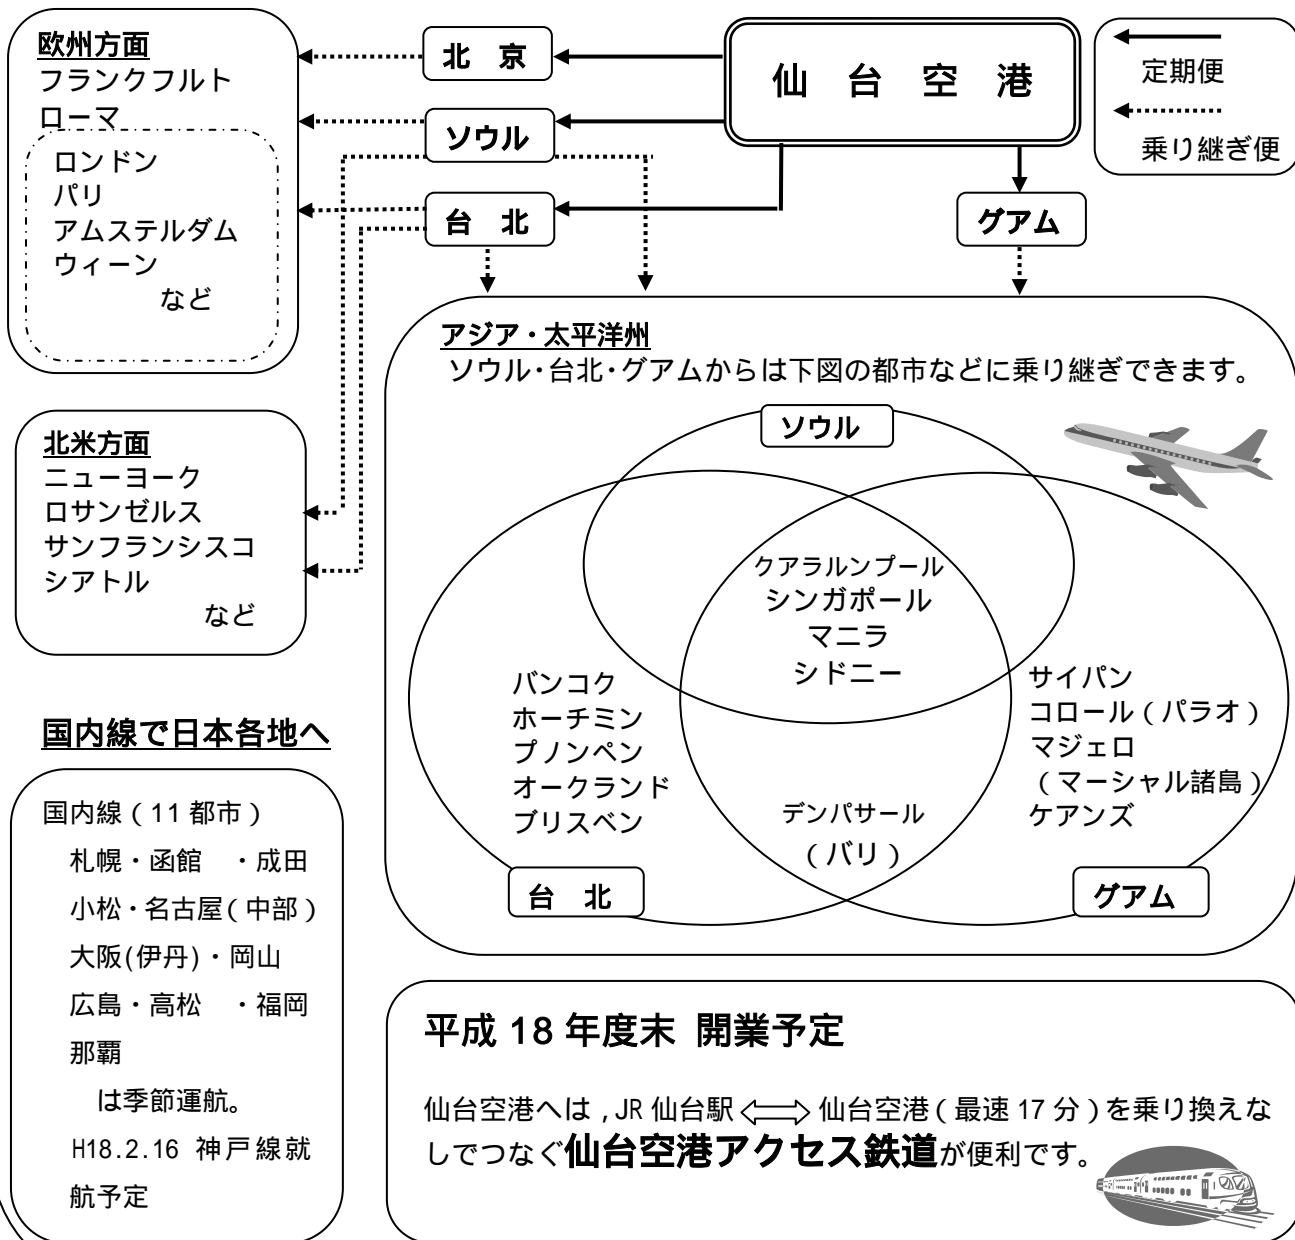 欧州方面
フランクフルト
ローマ
ロンドン
パリ
アムステルダム
ウィーン
など
北　京
ソウル
台　北
仙　台　空　港
グアム
定期便
乗り継ぎ便
北米方面
ニューヨーク
ロサンゼルス
サンフランシスコ
シアトル
など
アジア・太平洋州
ソウル・台北・グアムからは下図の都市などに乗り継ぎできます。
ソウル
クアラルンプール
シンガポール
マニラ
シドニー
バンコク
ホーチミン
プノンペン
オークランド
ブリスベン
サイパン
コロール（パラオ）
マジェロ
（マーシャル諸島）
ケアンズ
デンパサール
（バリ）
台　北
グアム
国内線で日本各地へ
国内線（11都市）
札幌・函館　・成田
小松・名古屋（中部）
大阪(伊丹)・岡山
広島・高松　・福岡
那覇
は季節運航。
H18.2.16 神戸線就
航予定
平成 18 年度末 開業予定
仙台空港へは，JR 仙台駅⇔仙台空港（最速 17 分）を乗り換えな
しでつなぐ仙台空港アクセス鉄道が便利です。